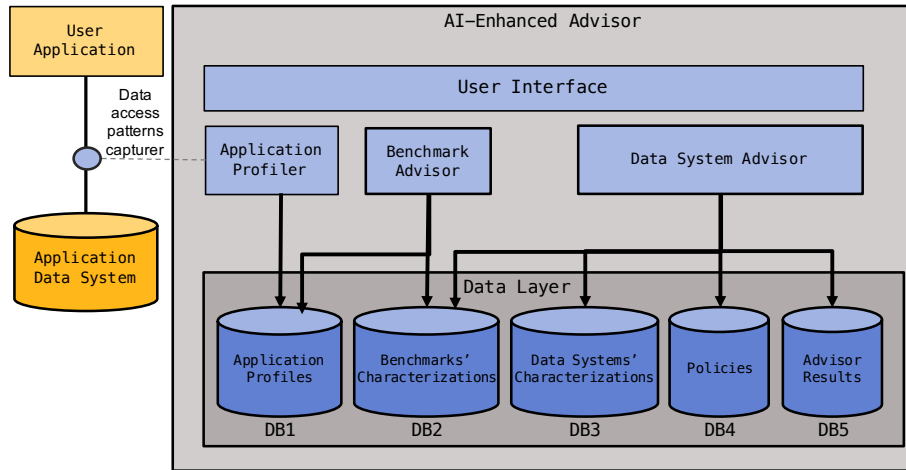 User
Application
AI-Enhanced Advisor
User Interface
Data
access
patterns
capturer
Application
Profiler
Benchmark
Advisor
Data System Advisor
Application
Data System
Data Layer
Application
Profiles
Benchmarks’
Characterizations
Data Systems’
Characterizations
Policies
Advisor
Results
DB1
DB2
DB3
DB4
DB5